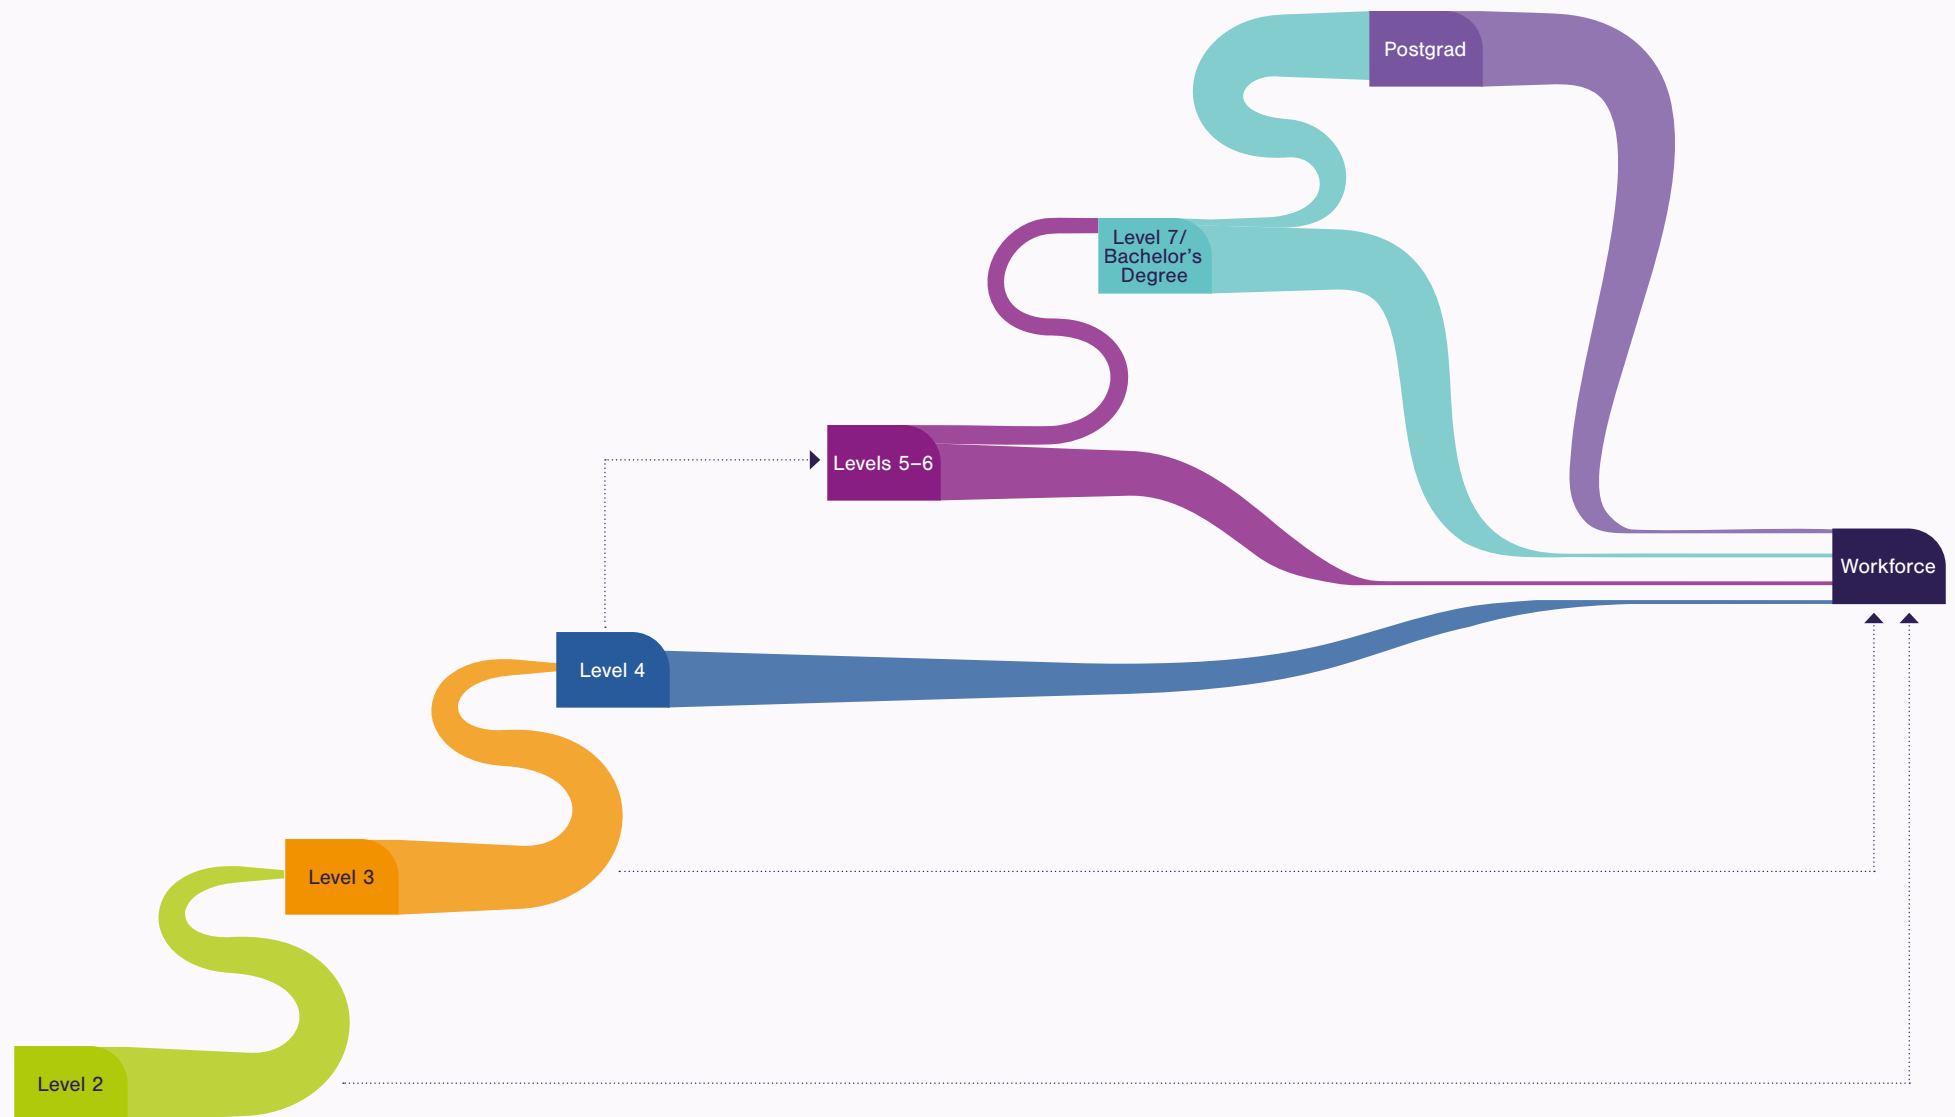 Postgrad
Level 7/
Bachelor’s
Degree
Levels 5–6
Workforce
Level 4
Level 3
Level 2